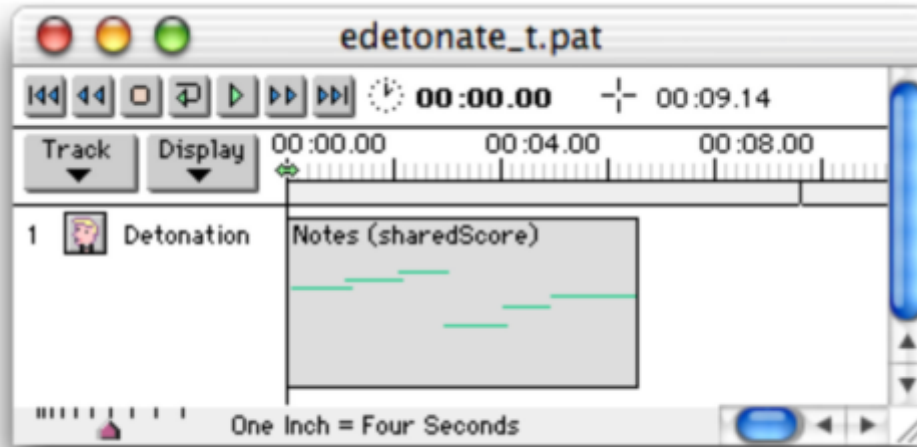 edetonate_t.pat
00:00.00 00:09.14
Track Display 00:00.00 00:04.00 00:08.00
1 Detonation Notes (sharedScore)
One Inch = Four Seconds